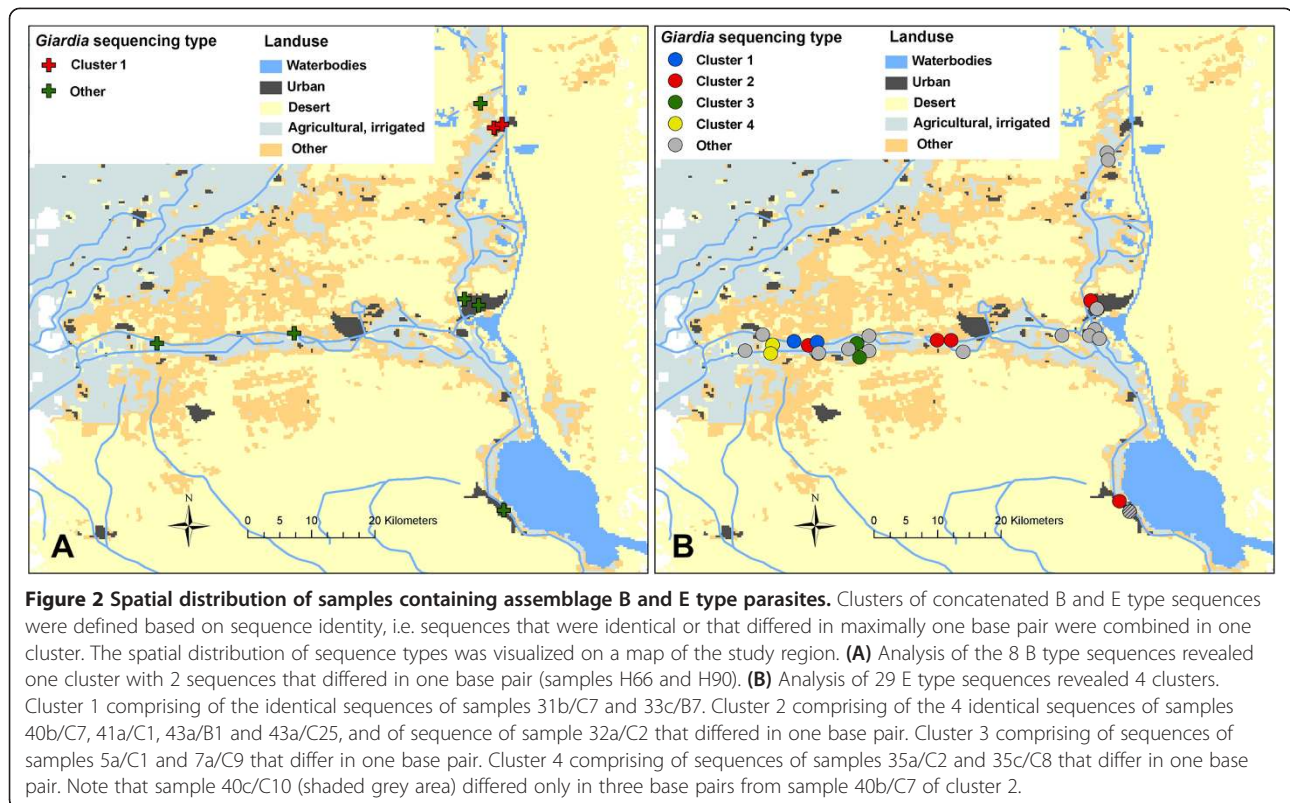 Giardia sequencing type
Cluster 1
Other
Landuse
Waterbodies
Urban
Desert
Agricultural, irrigated
Other
N
0 5 10 20 Kilometers
A
Giardia sequencing type
Cluster 1
Cluster 2
Cluster 3
Cluster 4
Other
Landuse
Waterbodies
Urban
Desert
Agricultural, irrigated
Other
N
0 5 10 20 Kilometers
B
Figure 2 Spatial distribution of samples containing assemblage B and E type parasites. Clusters of concatenated B and E type sequences
were defined based on sequence identity, i.e. sequences that were identical or that differed in maximally one base pair were combined in one
cluster. The spatial distribution of sequence types was visualized on a map of the study region. (A) Analysis of the 8 B type sequences revealed
one cluster with 2 sequences that differed in one base pair (samples H66 and H90). (B) Analysis of 29 E type sequences revealed 4 clusters.
Cluster 1 comprising of the identical sequences of samples 31b/C7 and 33c/B7. Cluster 2 comprising of the 4 identical sequences of samples
40b/C7, 41a/C1, 43a/B1 and 43a/C25, and of sequence of sample 32a/C2 that differed in one base pair. Cluster 3 comprising of sequences of
samples 5a/C1 and 7a/C9 that differ in one base pair. Cluster 4 comprising of sequences of samples 35a/C2 and 35c/C8 that differ in one base
pair. Note that sample 40c/C10 (shaded grey area) differed only in three base pairs from sample 40b/C7 of cluster 2.